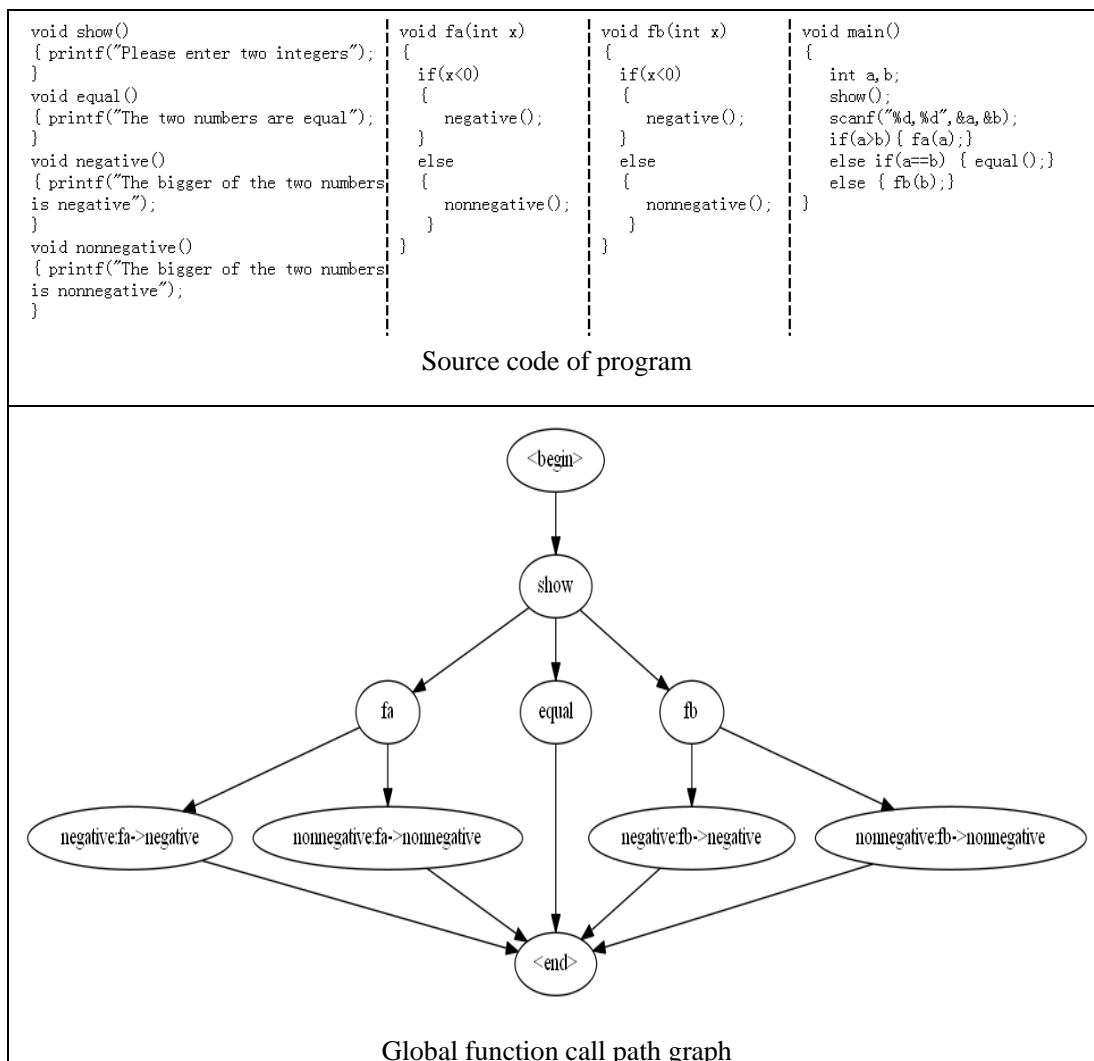 void show()
{ printf("Please enter two integers");
}
void equal()
{ printf("The two numbers are equal");
}
void negative()
{ printf("The bigger of the two numbers
is negative");
}
void nonnegative()
{ printf("The bigger of the two numbers
is nonnegative");
}
void fa(int x)
{
if(x<0)
{
negative();
}
else
{
nonnegative();
}
}
void fb(int x)
{
if(x<0)
{
negative();
}
else
{
nonnegative();
}
}
void main()
{
int a,b;
show();
scanf("%d,%d",&a,&b);
if(a>b){ fa(a);}
else if(a==b) { equal();}
else { fb(b);}
}
Source code of program
<begin>
show
fa
equal
fb
negative:fa->negative
nonnegative:fa->nonnegative
negative:fb->negative
nonnegative:fb->nonnegative
<end>
Global function call path graph